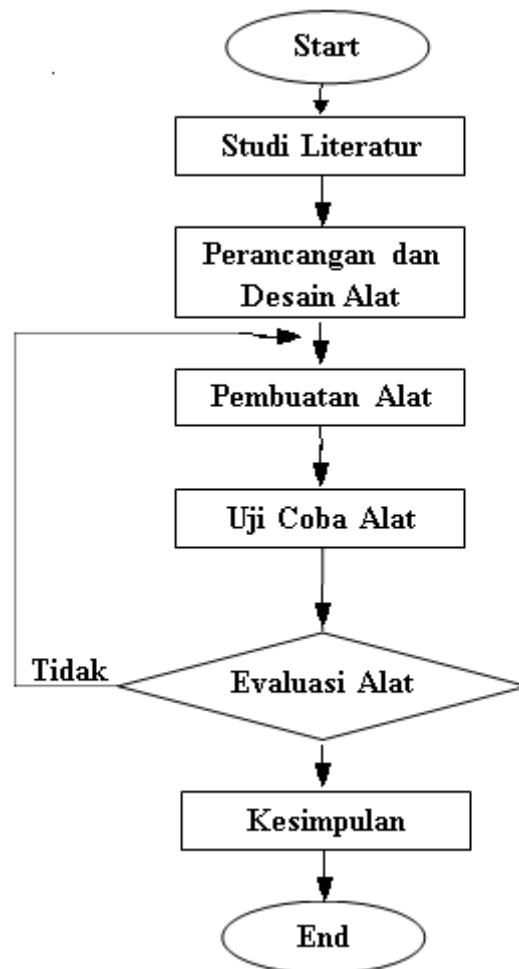 Start
Studi Literatur
Perancangan dan
Desain Alat
Pembuatan Alat
Uji Coba Alat
Tidak
Evaluasi Alat
Kesimpulan
End